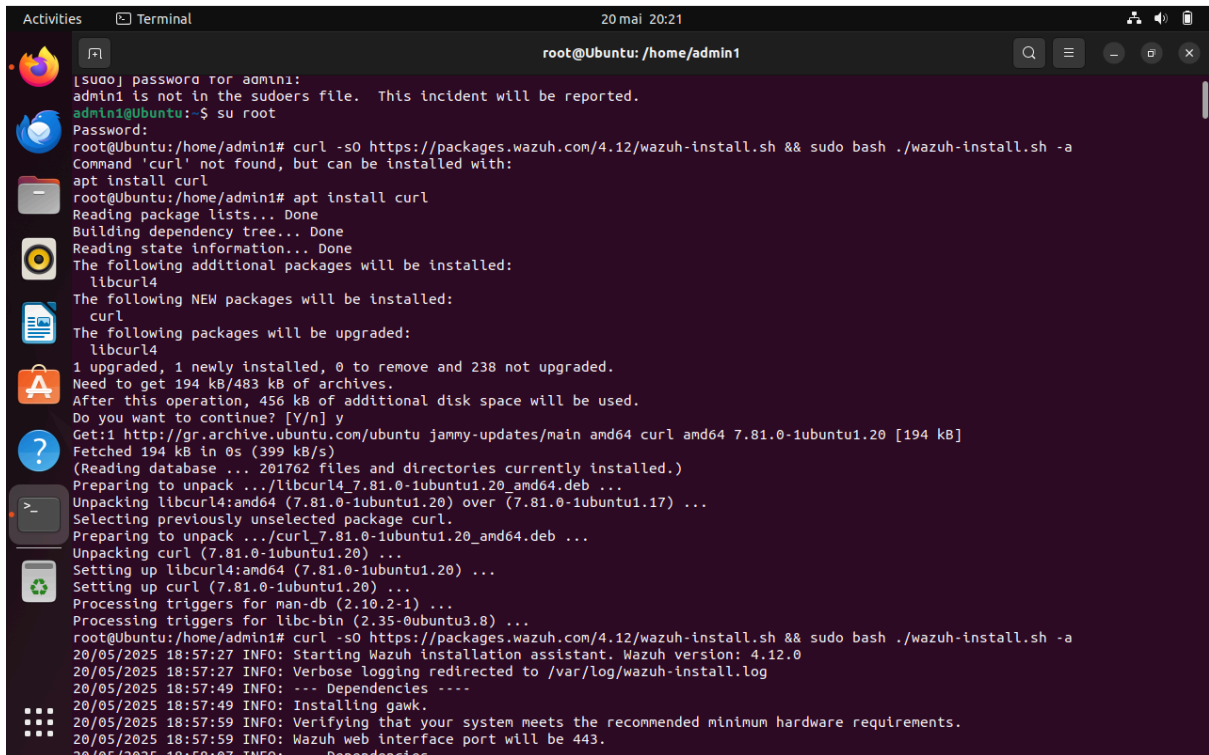 Activities Terminal 20 mai 20:21
root@Ubuntu: /home/admin1
[sudo] password for admin1:
admin1 is not in the sudoers file.  This incident will be reported.
admin1@Ubuntu:~$ su root
Password:
root@Ubuntu:/home/admin1# curl -sO https://packages.wazuh.com/4.12/wazuh-install.sh && sudo bash ./wazuh-install.sh -a
Command 'curl' not found, but can be installed with:
apt install curl
root@Ubuntu:/home/admin1# apt install curl
Reading package lists... Done
Building dependency tree... Done
Reading state information... Done
The following additional packages will be installed:
  libcurl4
The following NEW packages will be installed:
  curl
The following packages will be upgraded:
  libcurl4
1 upgraded, 1 newly installed, 0 to remove and 238 not upgraded.
Need to get 194 kB/483 kB of archives.
After this operation, 456 kB of additional disk space will be used.
Do you want to continue? [Y/n] y
Get:1 http://gr.archive.ubuntu.com/ubuntu jammy-updates/main amd64 curl amd64 7.81.0-1ubuntu1.20 [194 kB]
Fetched 194 kB in 0s (399 kB/s)
(Reading database ... 201762 files and directories currently installed.)
Preparing to unpack .../libcurl4_7.81.0-1ubuntu1.20_amd64.deb ...
Unpacking libcurl4:amd64 (7.81.0-1ubuntu1.20) over (7.81.0-1ubuntu1.17) ...
Selecting previously unselected package curl.
Preparing to unpack .../curl_7.81.0-1ubuntu1.20_amd64.deb ...
Unpacking curl (7.81.0-1ubuntu1.20) ...
Setting up libcurl4:amd64 (7.81.0-1ubuntu1.20) ...
Setting up curl (7.81.0-1ubuntu1.20) ...
Processing triggers for man-db (2.10.2-1) ...
Processing triggers for libc-bin (2.35-0ubuntu3.8) ...
root@Ubuntu:/home/admin1# curl -sO https://packages.wazuh.com/4.12/wazuh-install.sh && sudo bash ./wazuh-install.sh -a
20/05/2025 18:57:27 INFO: Starting Wazuh installation assistant. Wazuh version: 4.12.0
20/05/2025 18:57:27 INFO: Verbose logging redirected to /var/log/wazuh-install.log
20/05/2025 18:57:49 INFO: --- Dependencies ----
20/05/2025 18:57:49 INFO: Installing gawk.
20/05/2025 18:57:59 INFO: Verifying that your system meets the recommended minimum hardware requirements.
20/05/2025 18:57:59 INFO: Wazuh web interface port will be 443.
20/05/2025 18:58:07 INFO: --- Dependencies